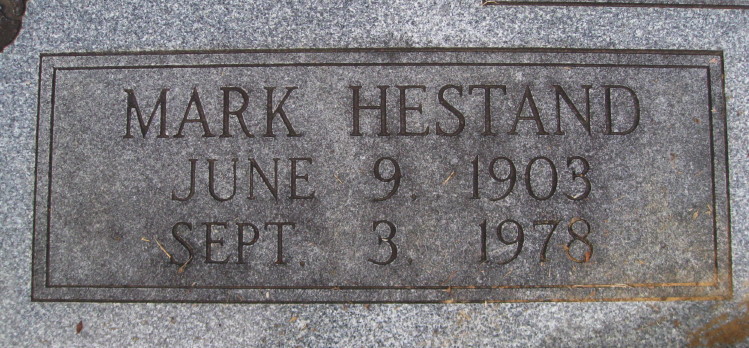 MARK HESTAND
JUNE 9. 1903
SEPT. 3. 1978